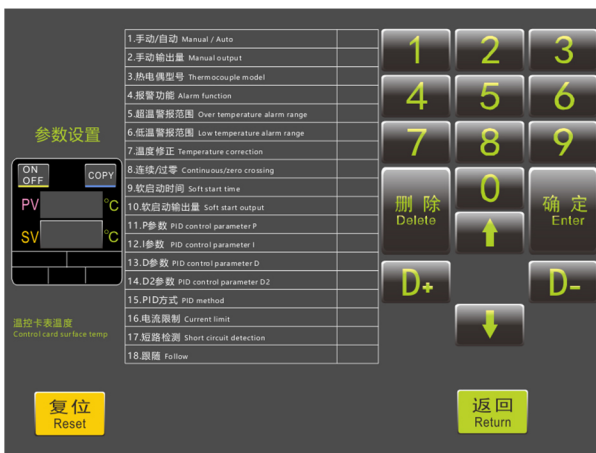 参数设置
ON
OFF
COPY
PV
°C
SV
°C
温控卡表温度
Control card surface temp
1.手动/自动 Manual / Auto
2.手动输出量 Manual output
3.热电偶型号 Thermocouple model
4.报警功能 Alarm function
5.超温警报范围 Over temperature alarm range
6.低温警报范围 Low temperature alarm range
7.温度修正 Temperature correction
8.连续/过零 Continuous/zero crossing
9.软启动时间 Soft start time
10.软启动输出量 Soft start output
11.P参数 PID control parameter P
12.I参数 PID control parameter I
13.D参数 PID control parameter D
14.D2参数 PID control parameter D2
15.PID方式 PID method
16.电流限制 Current limit
17.短路检测 Short circuit detection
18.跟随 Follow
1
2
3
4
5
6
7
8
9
删 除
Delete
0
确 定
Enter
D+
D-
复位
Reset
返回
Return